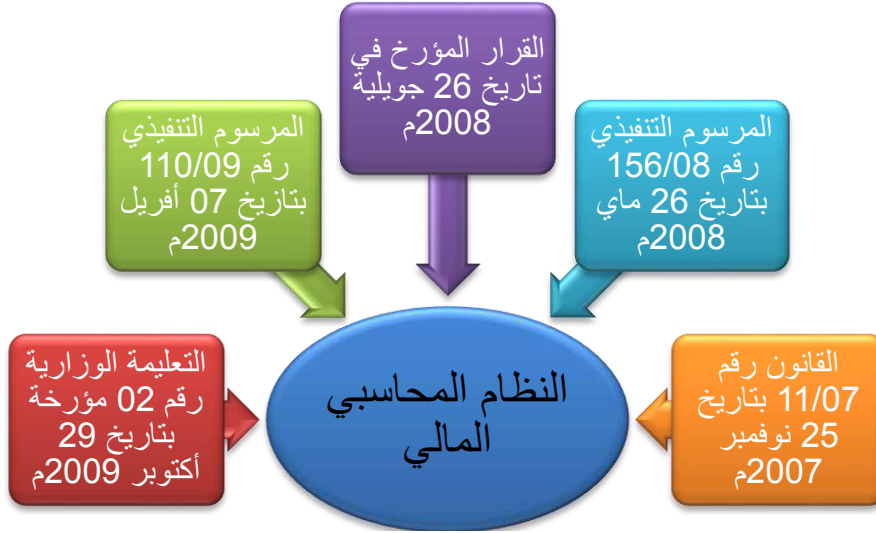 القرار المؤرخ في
تاريخ 26 جويلية
2008م
المرسوم التنفيذي
رقم 156/08
بتاريخ 26 ماي
2008م
المرسوم التنفيذي
رقم 110/09
بتازيخ 07 أفريل
2009م
القانون رقم
11/07 بتاريخ
25 نوفمبر
2007م
النظام المحاسبي
المالي
التعليمة الوزارية
رقم 02 مؤرخة
بتاريخ 29
أكتوبر 2009م